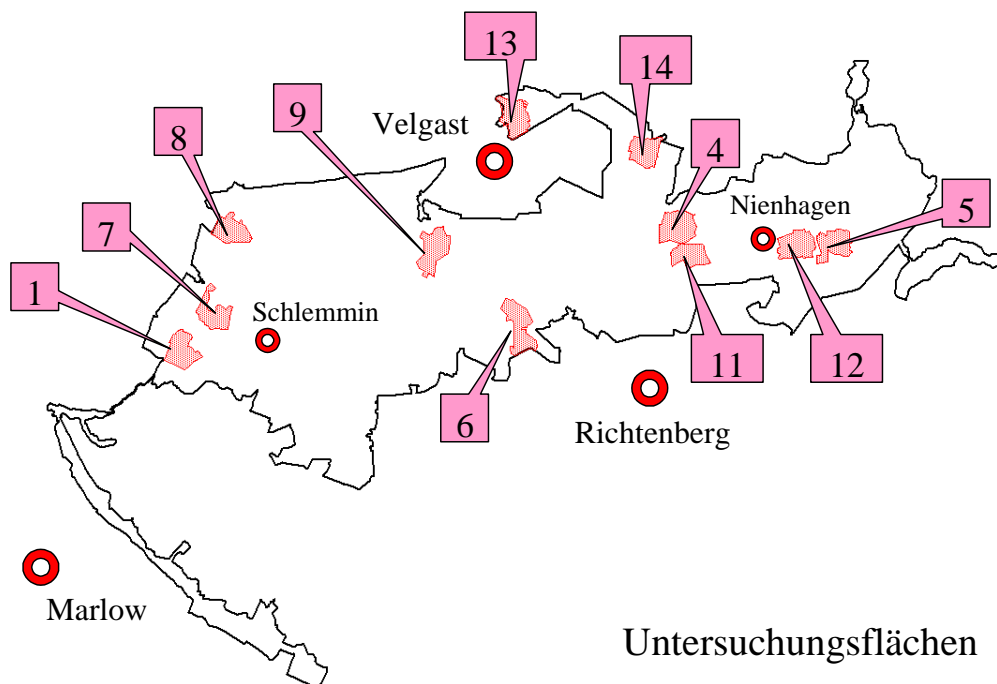 13
14
9
Velgast
8
4
Nienhagen
5
7
1
Schlemmin
11
12
6
Richtenberg
Marlow
Untersuchungsflächen